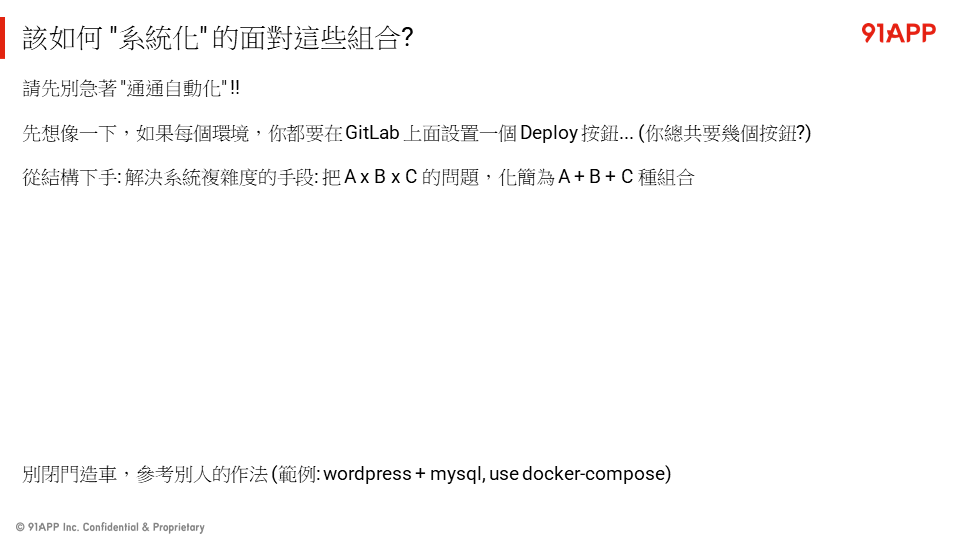 該如何 "系統化" 的面對這些組合?
91APP
請先別急著 "通通自動化" !!
先想像一下，如果每個環境，你都要在 GitLab 上面設置一個 Deploy 按鈕... (你總共要幾個按鈕?)
從結構下手: 解決系統複雜度的手段: 把 A x B x C 的問題，化簡為 A + B + C 種組合
別閉門造車，參考別人的作法 (範例: wordpress + mysql, use docker-compose)
© 91APP Inc. Confidential & Proprietary